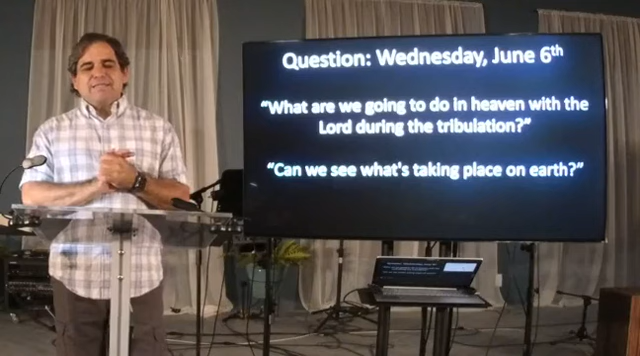 Question: Wednesday, June 6th
“What are we going to do in heaven with the
Lord during the tribulation?”
“Can we see what's taking place on earth?”